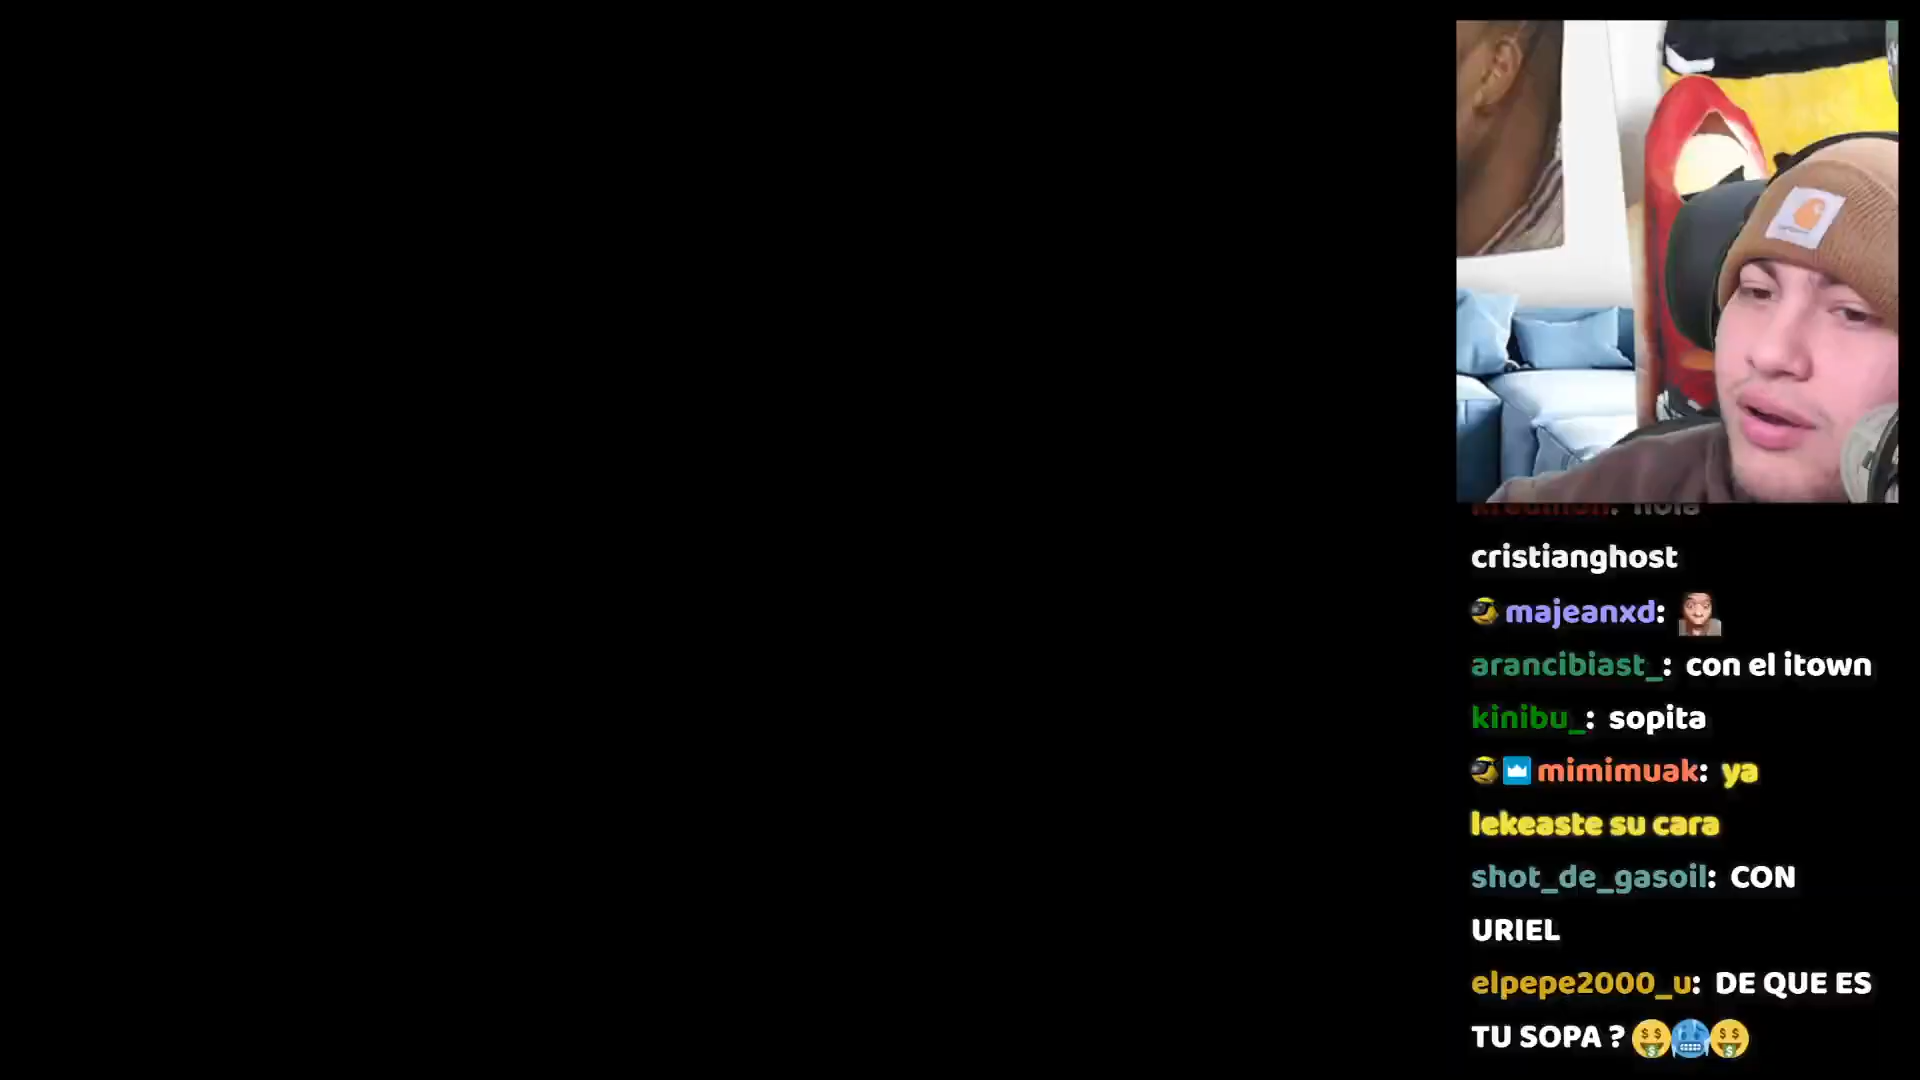 hola
cristianghost
majeanxd:
arancibiast_: con el itown
kinibu_: sopita
mimimuak: ya
lekeaste su cara
shot_de_gasoil: CON
URIEL
elpepe2000_u: DE QUE ES
TU SOPA ? 🤑🥶🤑